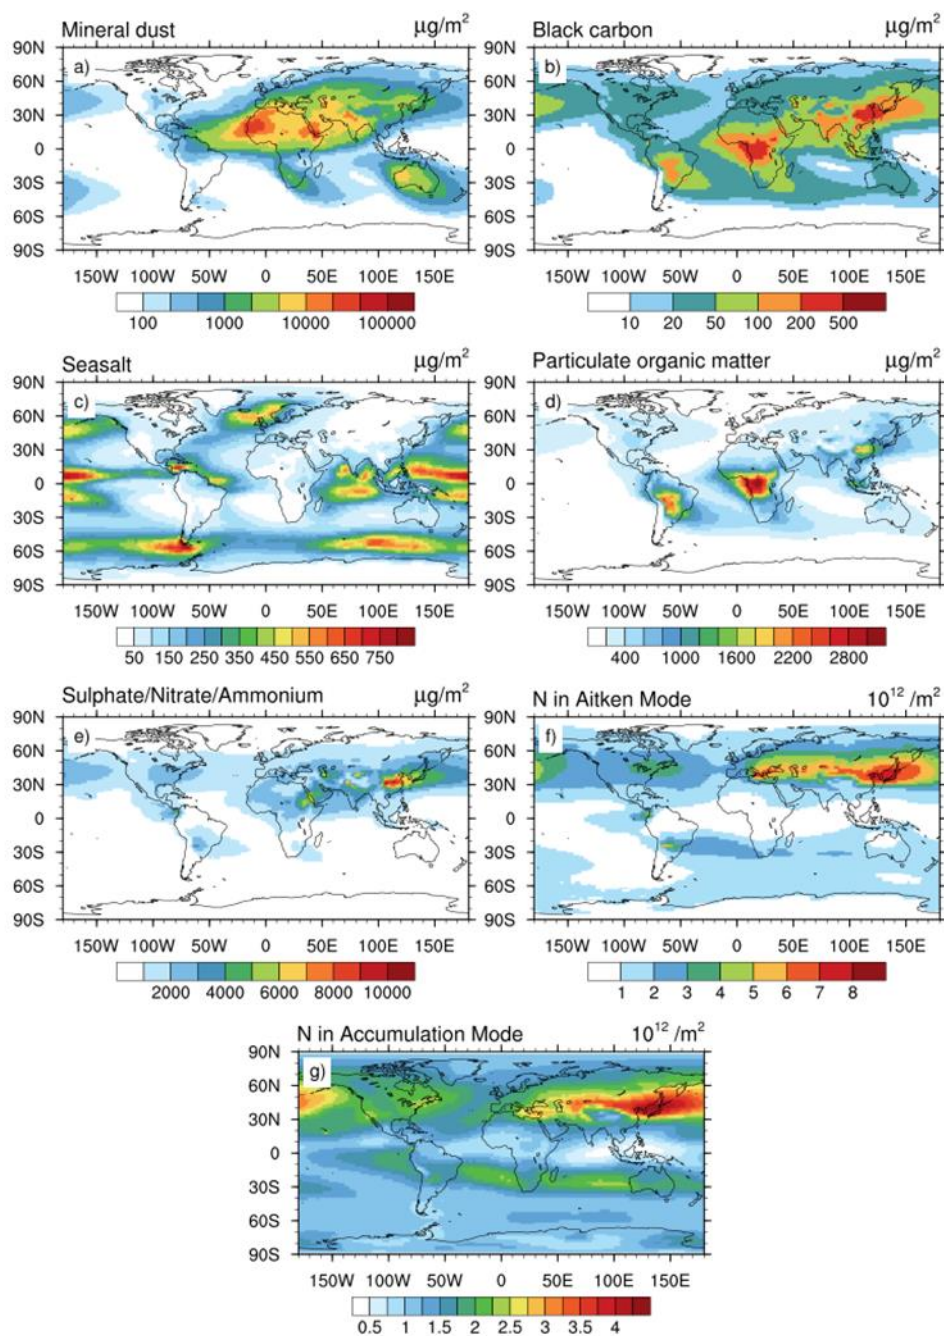 Mineral dust µg/m² Black carbon µg/m²
90N a) 90N b)
60N 60N
30N 30N
0 0
30S 30S
60S 60S
90S 90S
150W 100W 50W 0 50E 100E 150E 150W 100W 50W 0 50E 100E 150E
100 1000 10000 100000 10 20 50 100 200 500
Seasalt µg/m² Particulate organic matter µg/m²
90N c) 90N d)
60N 60N
30N 30N
0 0
30S 30S
60S 60S
90S 90S
150W 100W 50W 0 50E 100E 150E 150W 100W 50W 0 50E 100E 150E
50 150 250 350 450 550 650 750 400 1000 1600 2200 2800
Sulphate/Nitrate/Ammonium µg/m² N in Aitken Mode 10¹² /m²
90N e) 90N f)
60N 60N
30N 30N
0 0
30S 30S
60S 60S
90S 90S
150W 100W 50W 0 50E 100E 150E 150W 100W 50W 0 50E 100E 150E
2000 4000 6000 8000 10000 1 2 3 4 5 6 7 8
N in Accumulation Mode 10¹² /m²
90N g)
60N
30N
0
30S
60S
90S
150W 100W 50W 0 50E 100E 150E
0.5 1 1.5 2 2.5 3 3.5 4